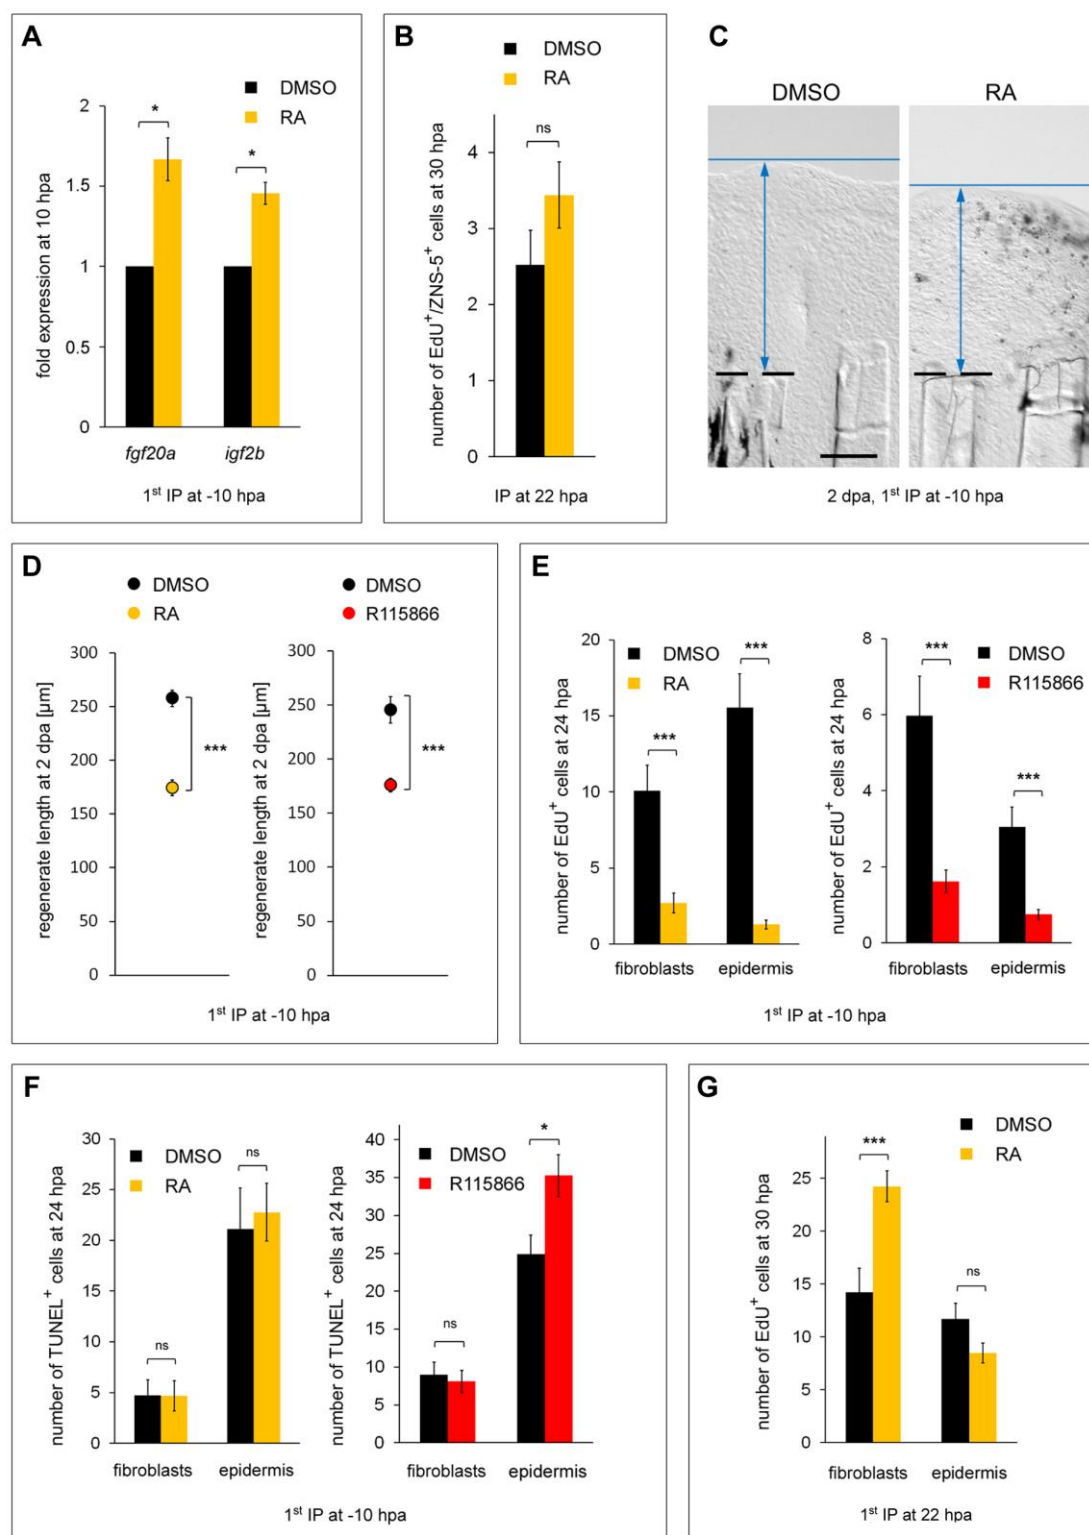 A
DMSO
RA
fold expression at 10 hpa
2
1.5
1
0.5
0
*
*
fgf20a
igf2b
1st IP at -10 hpa
B
DMSO
RA
number of EdU+/ZNS-5+ cells at 30 hpa
4
3
2
1
0
ns
IP at 22 hpa
C
DMSO
RA
2 dpa, 1st IP at -10 hpa
D
DMSO
RA
regenerate length at 2 dpa [µm]
300
250
200
150
100
50
0
***
DMSO
R115866
regenerate length at 2 dpa [µm]
300
250
200
150
100
50
0
***
1st IP at -10 hpa
E
DMSO
RA
number of EdU+ cells at 24 hpa
20
15
10
5
0
***
***
fibroblasts
epidermis
DMSO
R115866
number of EdU+ cells at 24 hpa
8
6
4
2
0
***
***
fibroblasts
epidermis
1st IP at -10 hpa
F
DMSO
RA
number of TUNEL+ cells at 24 hpa
30
25
20
15
10
5
0
ns
ns
fibroblasts
epidermis
DMSO
R115866
number of TUNEL+ cells at 24 hpa
40
35
30
25
20
15
10
5
0
ns
*
fibroblasts
epidermis
1st IP at -10 hpa
G
DMSO
RA
number of EdU+ cells at 30 hpa
25
20
15
10
5
0
***
ns
fibroblasts
epidermis
1st IP at 22 hpa